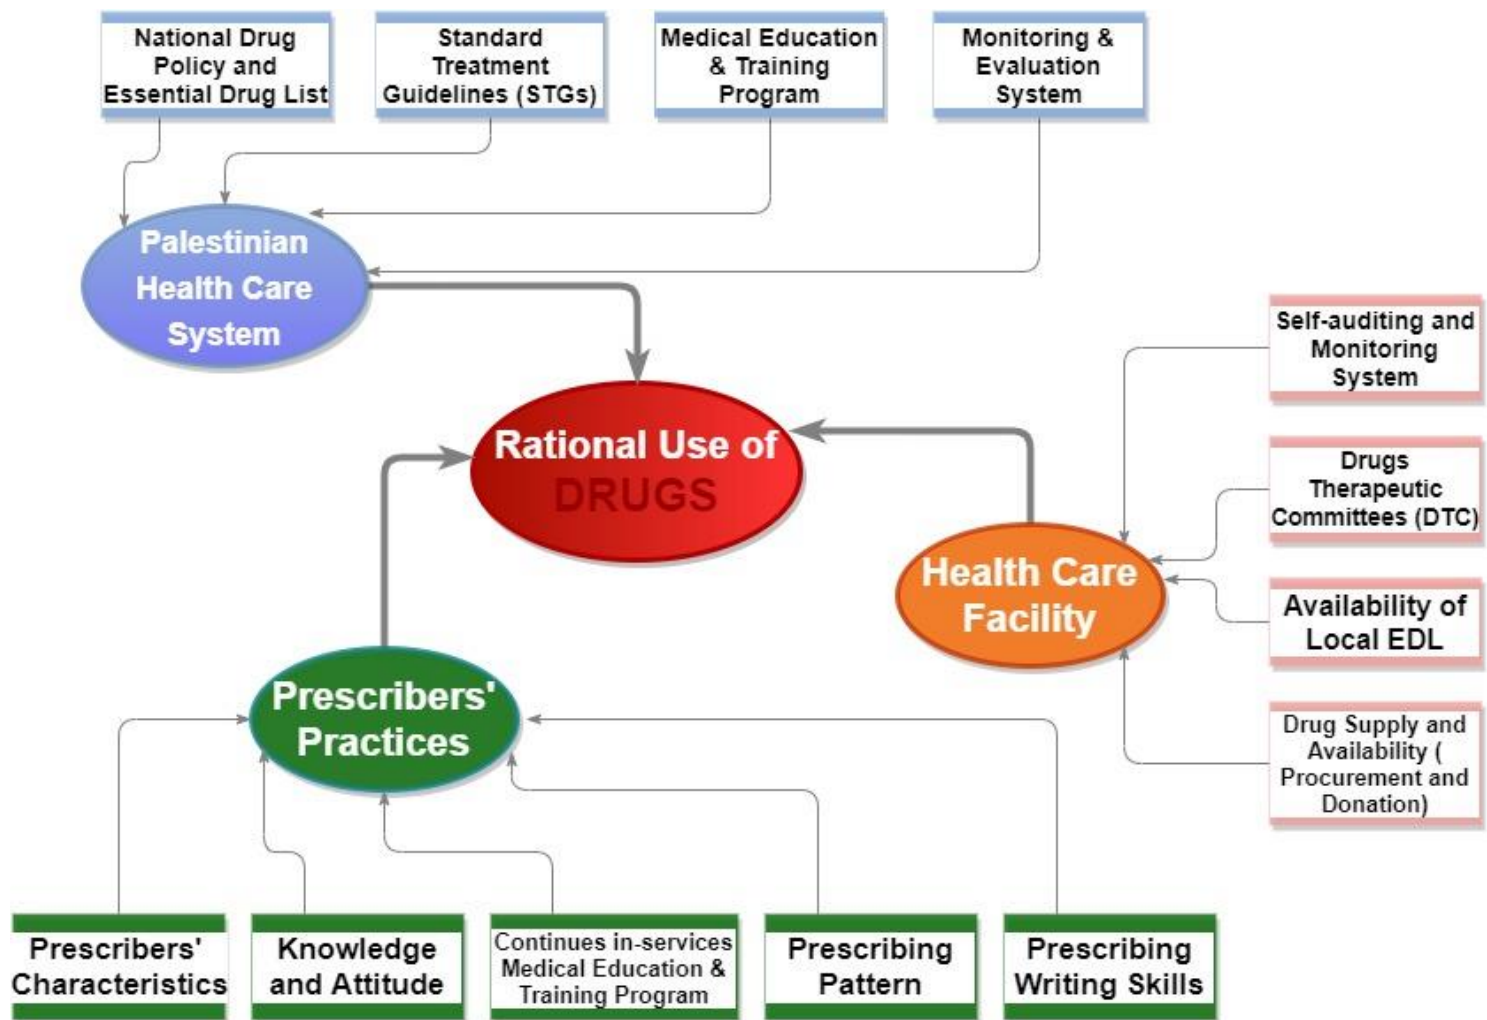 National Drug
Policy and
Essential Drug List
Standard
Treatment
Guidelines (STGs)
Medical Education
& Training
Program
Monitoring &
Evaluation
System
Palestinian
Health Care
System
Self-auditing and
Monitoring
System
Rational Use of
DRUGS
Drugs
Therapeutic
Committees (DTC)
Health Care
Facility
Availability of
Local EDL
Prescribers'
Practices
Drug Supply and
Availability (
Procurement and
Donation)
Prescribers'
Characteristics
Knowledge
and Attitude
Continues in-services
Medical Education &
Training Program
Prescribing
Pattern
Prescribing
Writing Skills